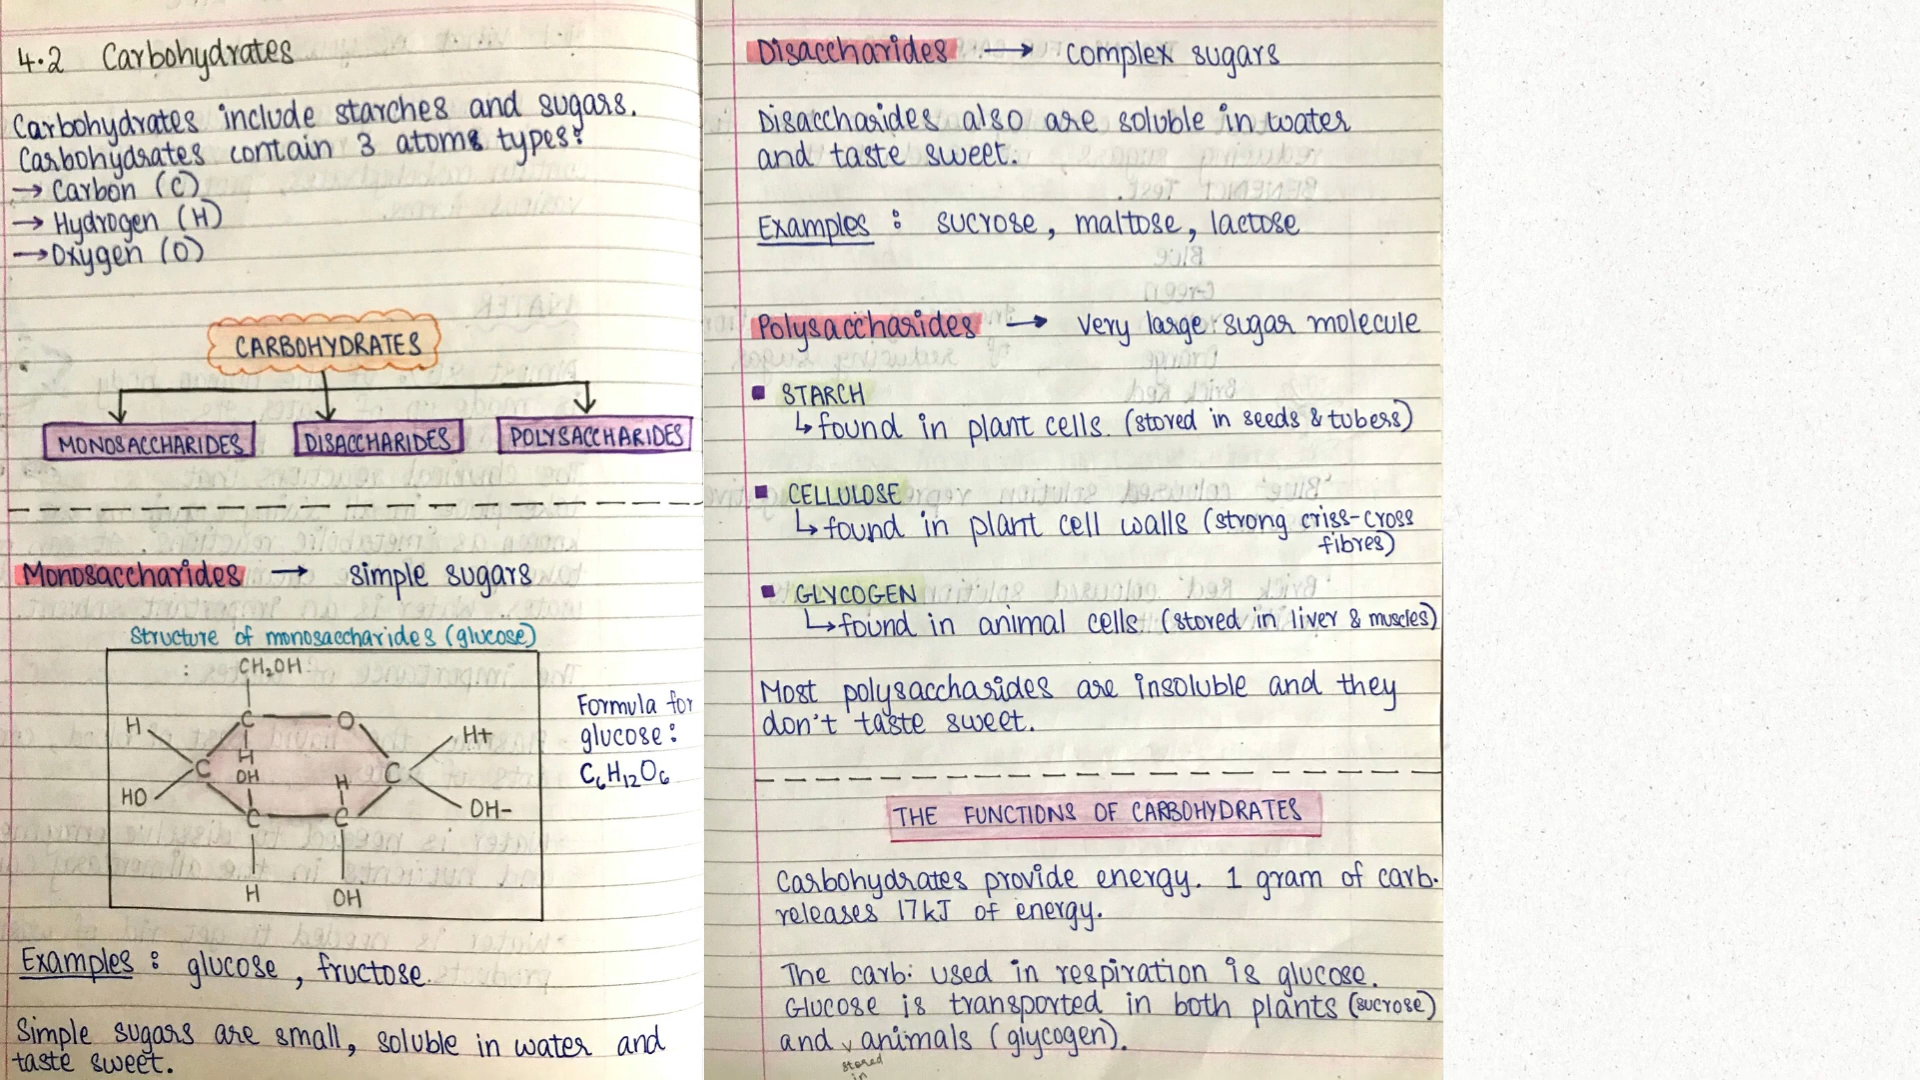 4.2 Carbohydrates
Carbohydrates include starches and sugars.
Carbohydrates contain 3 atoms types:
→ Carbon (C)
→ Hydrogen (H)
→ Oxygen (O)
CARBOHYDRATES
MONOSACCHARIDES DISACCHARIDES POLYSACCHARIDES
Monosaccharides → simple sugars
Structure of monosaccharides (glucose)
: CH₂OH
H C O H+
C H C
OH H
HO C C OH-
H OH
Formula for
glucose:
C₆H₁₂O₆
Examples : glucose, fructose.
Simple sugars are small, soluble in water and
taste sweet.
Disaccharides → complex sugars
Disaccharides also are soluble in water
and taste sweet.
Examples : sucrose, maltose, lactose
Polysaccharides → very large sugar molecule
▪ STARCH
↳ found in plant cells. (stored in seeds & tubers)
▪ CELLULOSE
↳ found in plant cell walls (strong criss-cross
fibres)
▪ GLYCOGEN
↳ found in animal cells (stored in liver & muscles)
Most polysaccharides are insoluble and they
don't taste sweet.
THE FUNCTIONS OF CARBOHYDRATES
Carbohydrates provide energy. 1 gram of carb.
releases 17kJ of energy.
The carb: used in respiration is glucose.
Glucose is transported in both plants (sucrose)
and ᵥ animals (glycogen).
stored
in